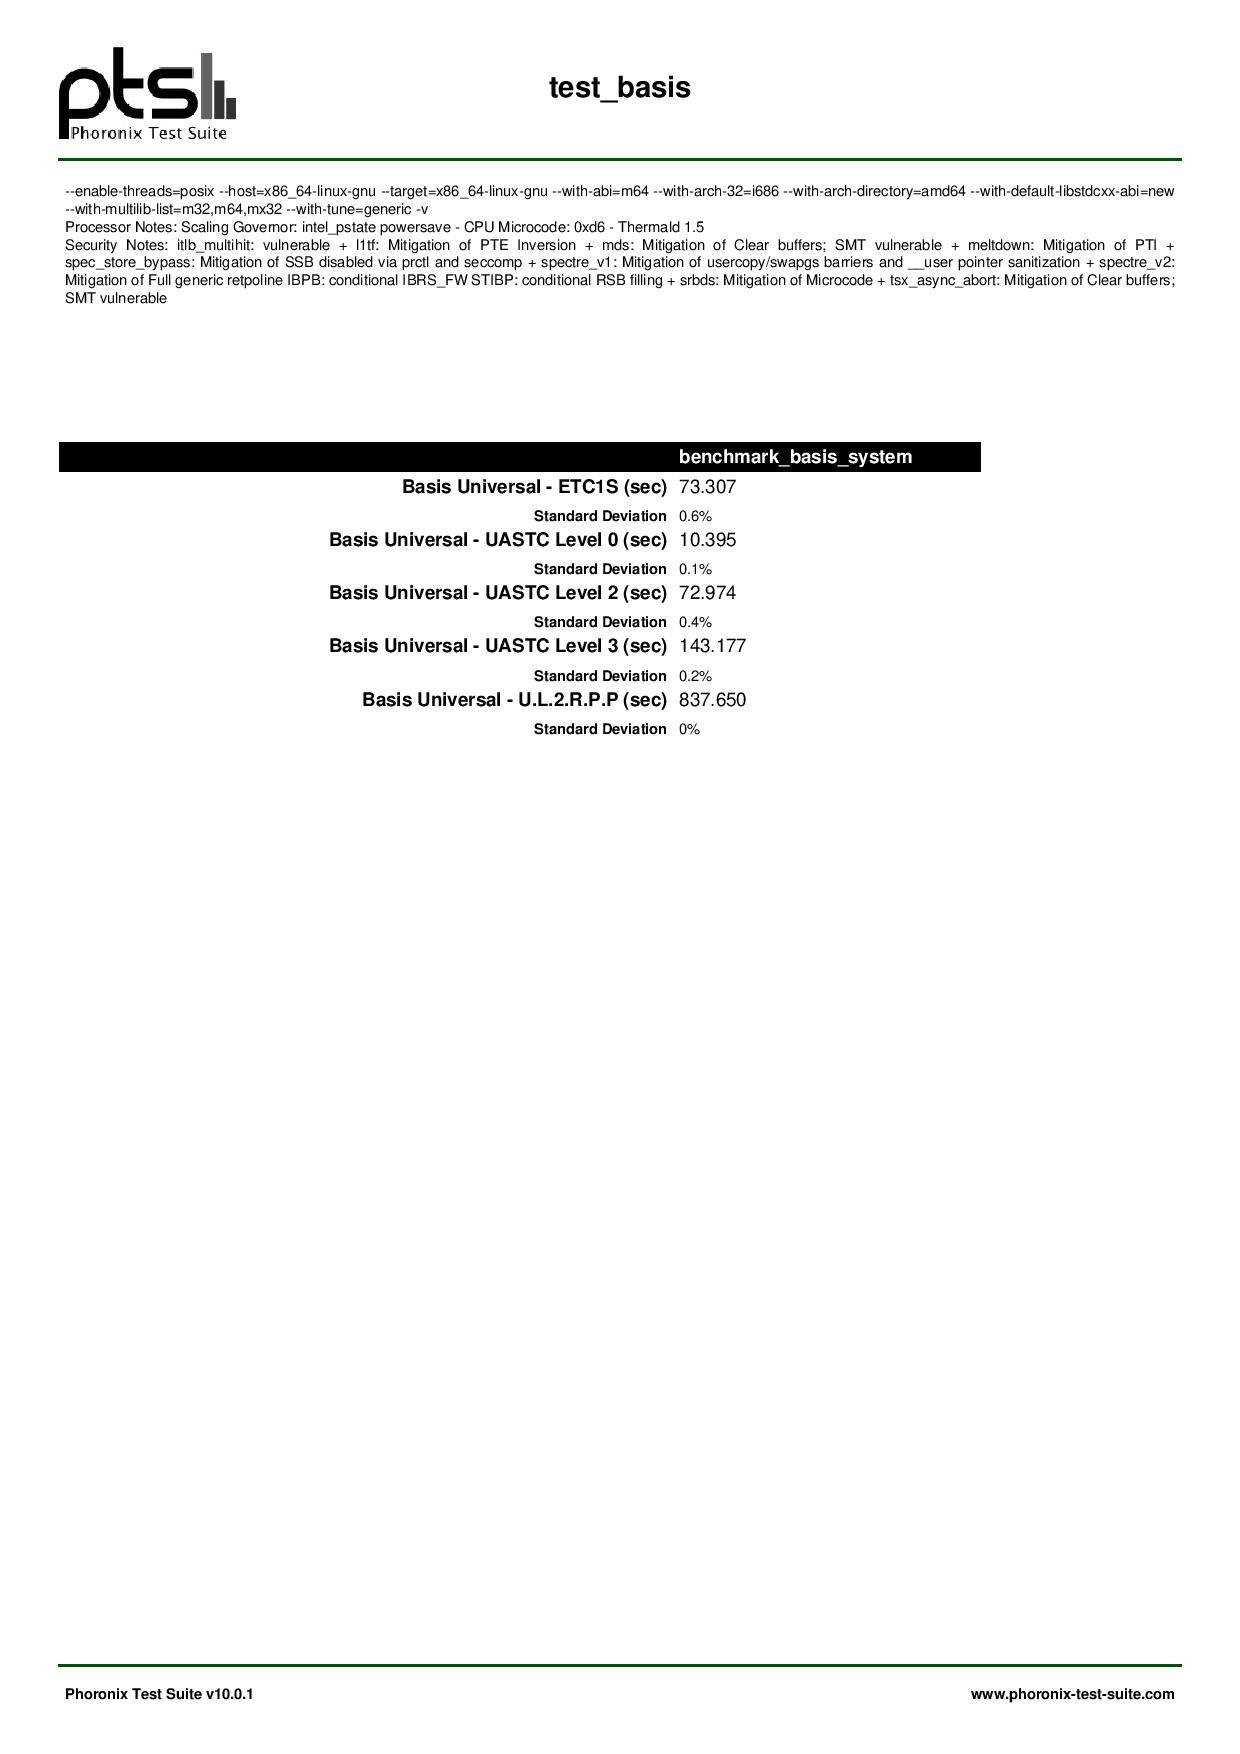 pts
Phoronix Test Suite
test_basis
--enable-threads=posix --host=x86_64-linux-gnu --target=x86_64-linux-gnu --with-abi=m64 --with-arch-32=i686 --with-arch-directory=amd64 --with-default-libstdcxx-abi=new
--with-multilib-list=m32,m64,mx32 --with-tune=generic -v
Processor Notes: Scaling Governor: intel_pstate powersave - CPU Microcode: 0xd6 - Thermald 1.5
Security Notes: itlb_multihit: vulnerable + l1tf: Mitigation of PTE Inversion + mds: Mitigation of Clear buffers; SMT vulnerable + meltdown: Mitigation of PTI +
spec_store_bypass: Mitigation of SSB disabled via prctl and seccomp + spectre_v1: Mitigation of usercopy/swapgs barriers and __user pointer sanitization + spectre_v2:
Mitigation of Full generic retpoline IBPB: conditional IBRS_FW STIBP: conditional RSB filling + srbds: Mitigation of Microcode + tsx_async_abort: Mitigation of Clear buffers;
SMT vulnerable
benchmark_basis_system
Basis Universal - ETC1S (sec) 73.307
Standard Deviation 0.6%
Basis Universal - UASTC Level 0 (sec) 10.395
Standard Deviation 0.1%
Basis Universal - UASTC Level 2 (sec) 72.974
Standard Deviation 0.4%
Basis Universal - UASTC Level 3 (sec) 143.177
Standard Deviation 0.2%
Basis Universal - U.L.2.R.P.P (sec) 837.650
Standard Deviation 0%
Phoronix Test Suite v10.0.1 www.phoronix-test-suite.com